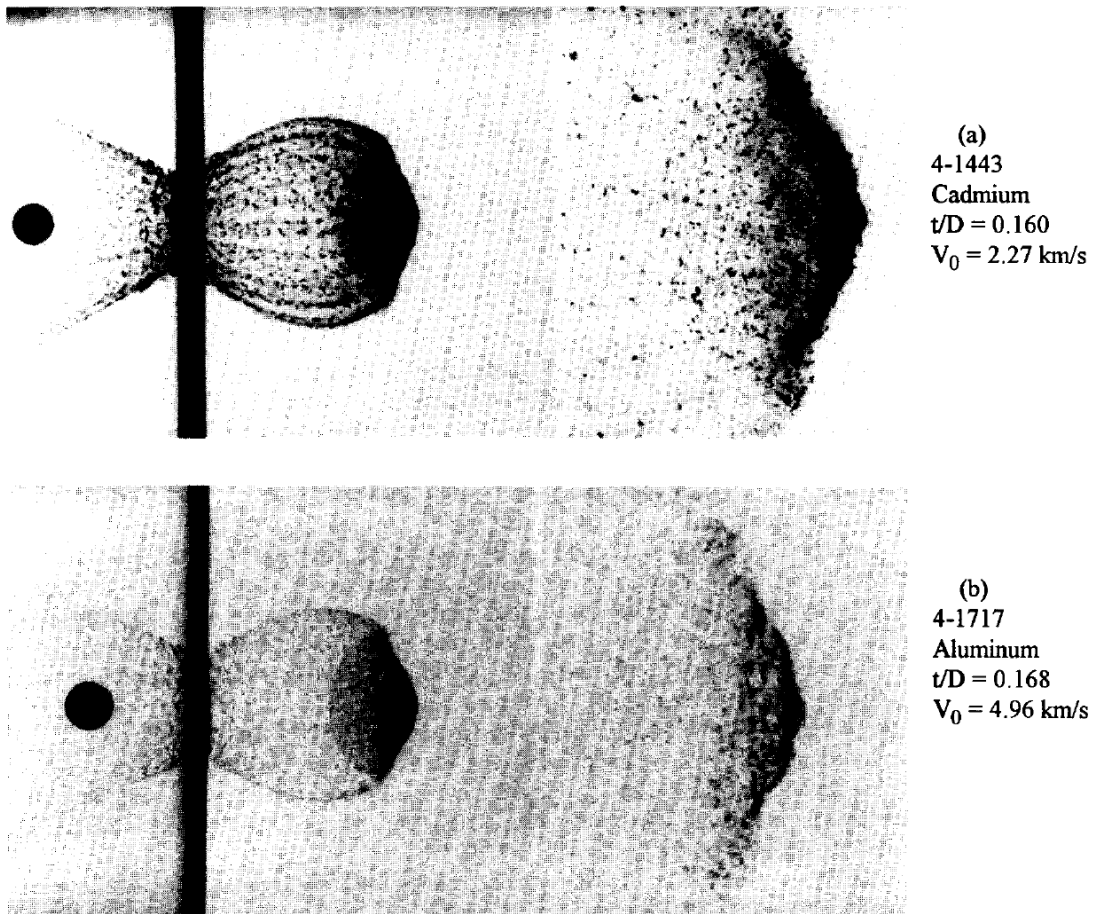 (a)
4-1443
Cadmium
t/D = 0.160
V₀ = 2.27 km/s
(b)
4-1717
Aluminum
t/D = 0.168
V₀ = 4.96 km/s